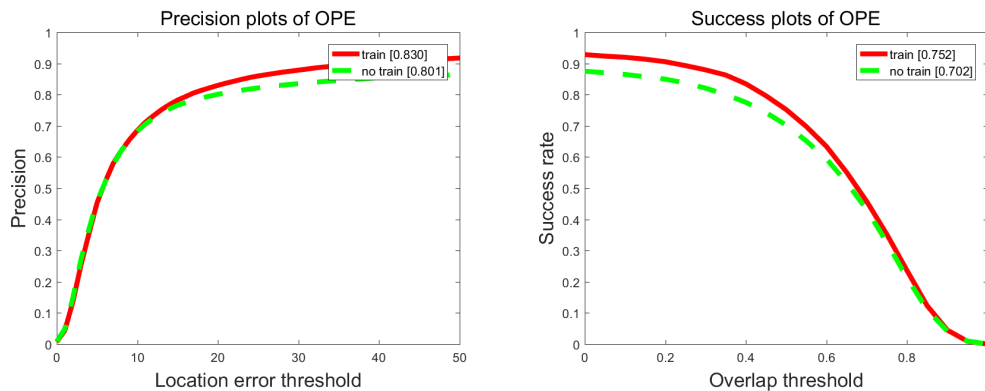 Precision plots of OPE
1
0.9
0.8
0.7
0.6
0.5
0.4
0.3
0.2
0.1
0
Precision
train [0.830]
no train [0.801]
0 10 20 30 40 50
Location error threshold
Success plots of OPE
1
0.9
0.8
0.7
0.6
0.5
0.4
0.3
0.2
0.1
0
Success rate
train [0.752]
no train [0.702]
0 0.2 0.4 0.6 0.8
Overlap threshold